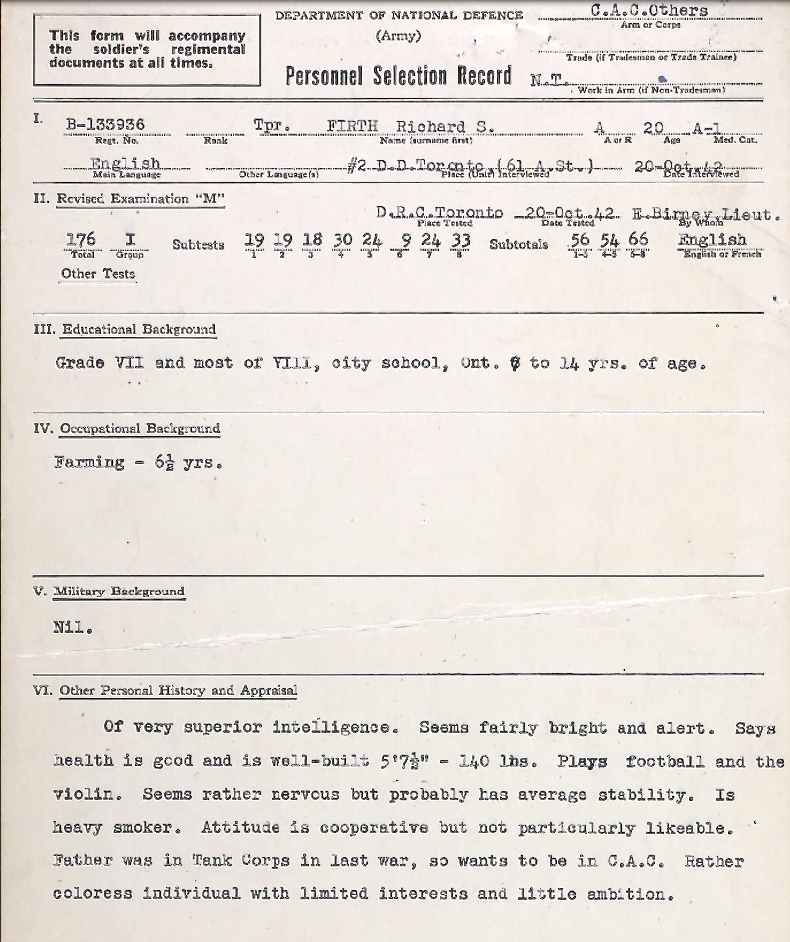 This form will accompany
the soldier's regimental
documents at all times.
DEPARTMENT OF NATIONAL DEFENCE
(Army)
Personnel Selection Record
C.A.C.Others
Arm or Corps
Trade (if Tradesman or Trade Trainee)
N.T.
Work in Arm (if Non-Tradesman)
I.
B-133936 Tpr. FIRTH Richard S. A 20 A-1
Regt. No. Rank Name (surname first) A or R Age Med. Cat.
English #2 D.D.Toronto (61 A.St.) 20-Oct.42
Main Language Other Language(s) Place (Unit) Interviewed Date Interviewed
II. Revised Examination "M"
D.R.C.Toronto 20-Oct.42 E.Birney,Lieut.
Place Tested Date Tested By Whom
176 I Subtests 19 19 18 30 24 9 24 33 Subtotals 56 54 66 English
Total Group 1 2 3 4 5 6 7 8 1-3 4-5 6-8 English or French
Other Tests
III. Educational Background
Grade VII and most of VIII, city school, Ont. to 14 yrs. of age.
IV. Occupational Background
Farming - 6½ yrs.
V. Military Background
Nil.
VI. Other Personal History and Appraisal
Of very superior intelligence. Seems fairly bright and alert. Says
health is good and is well-built 5'7½" - 140 lbs. Plays football and the
violin. Seems rather nervous but probably has average stability. Is
heavy smoker. Attitude is cooperative but not particularly likeable.
Father was in Tank Corps in last war, so wants to be in C.A.C. Rather
coloress individual with limited interests and little ambition.